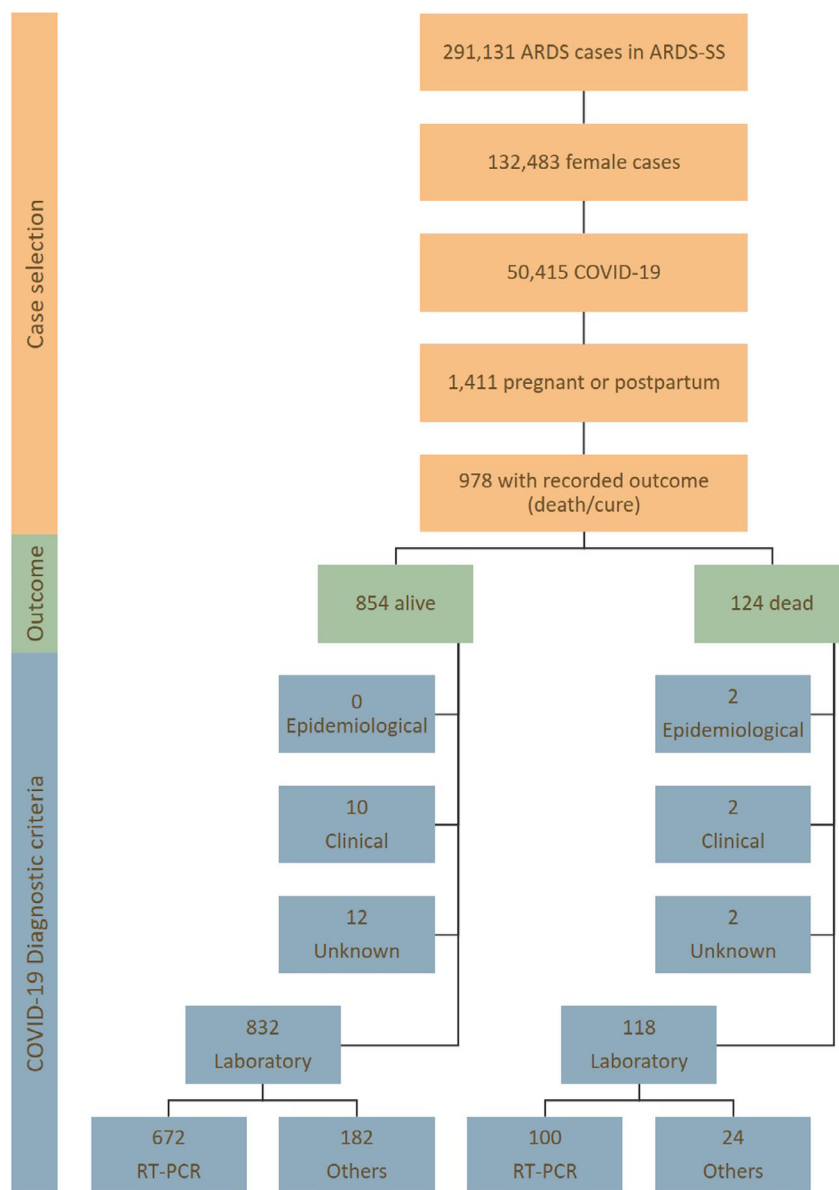 Case selection
291,131 ARDS cases in ARDS-SS
132,483 female cases
50,415 COVID-19
1,411 pregnant or postpartum
978 with recorded outcome
(death/cure)
Outcome
854 alive
124 dead
COVID-19 Diagnostic criteria
0
Epidemiological
10
Clinical
12
Unknown
832
Laboratory
672
RT-PCR
182
Others
2
Epidemiological
2
Clinical
2
Unknown
118
Laboratory
100
RT-PCR
24
Others